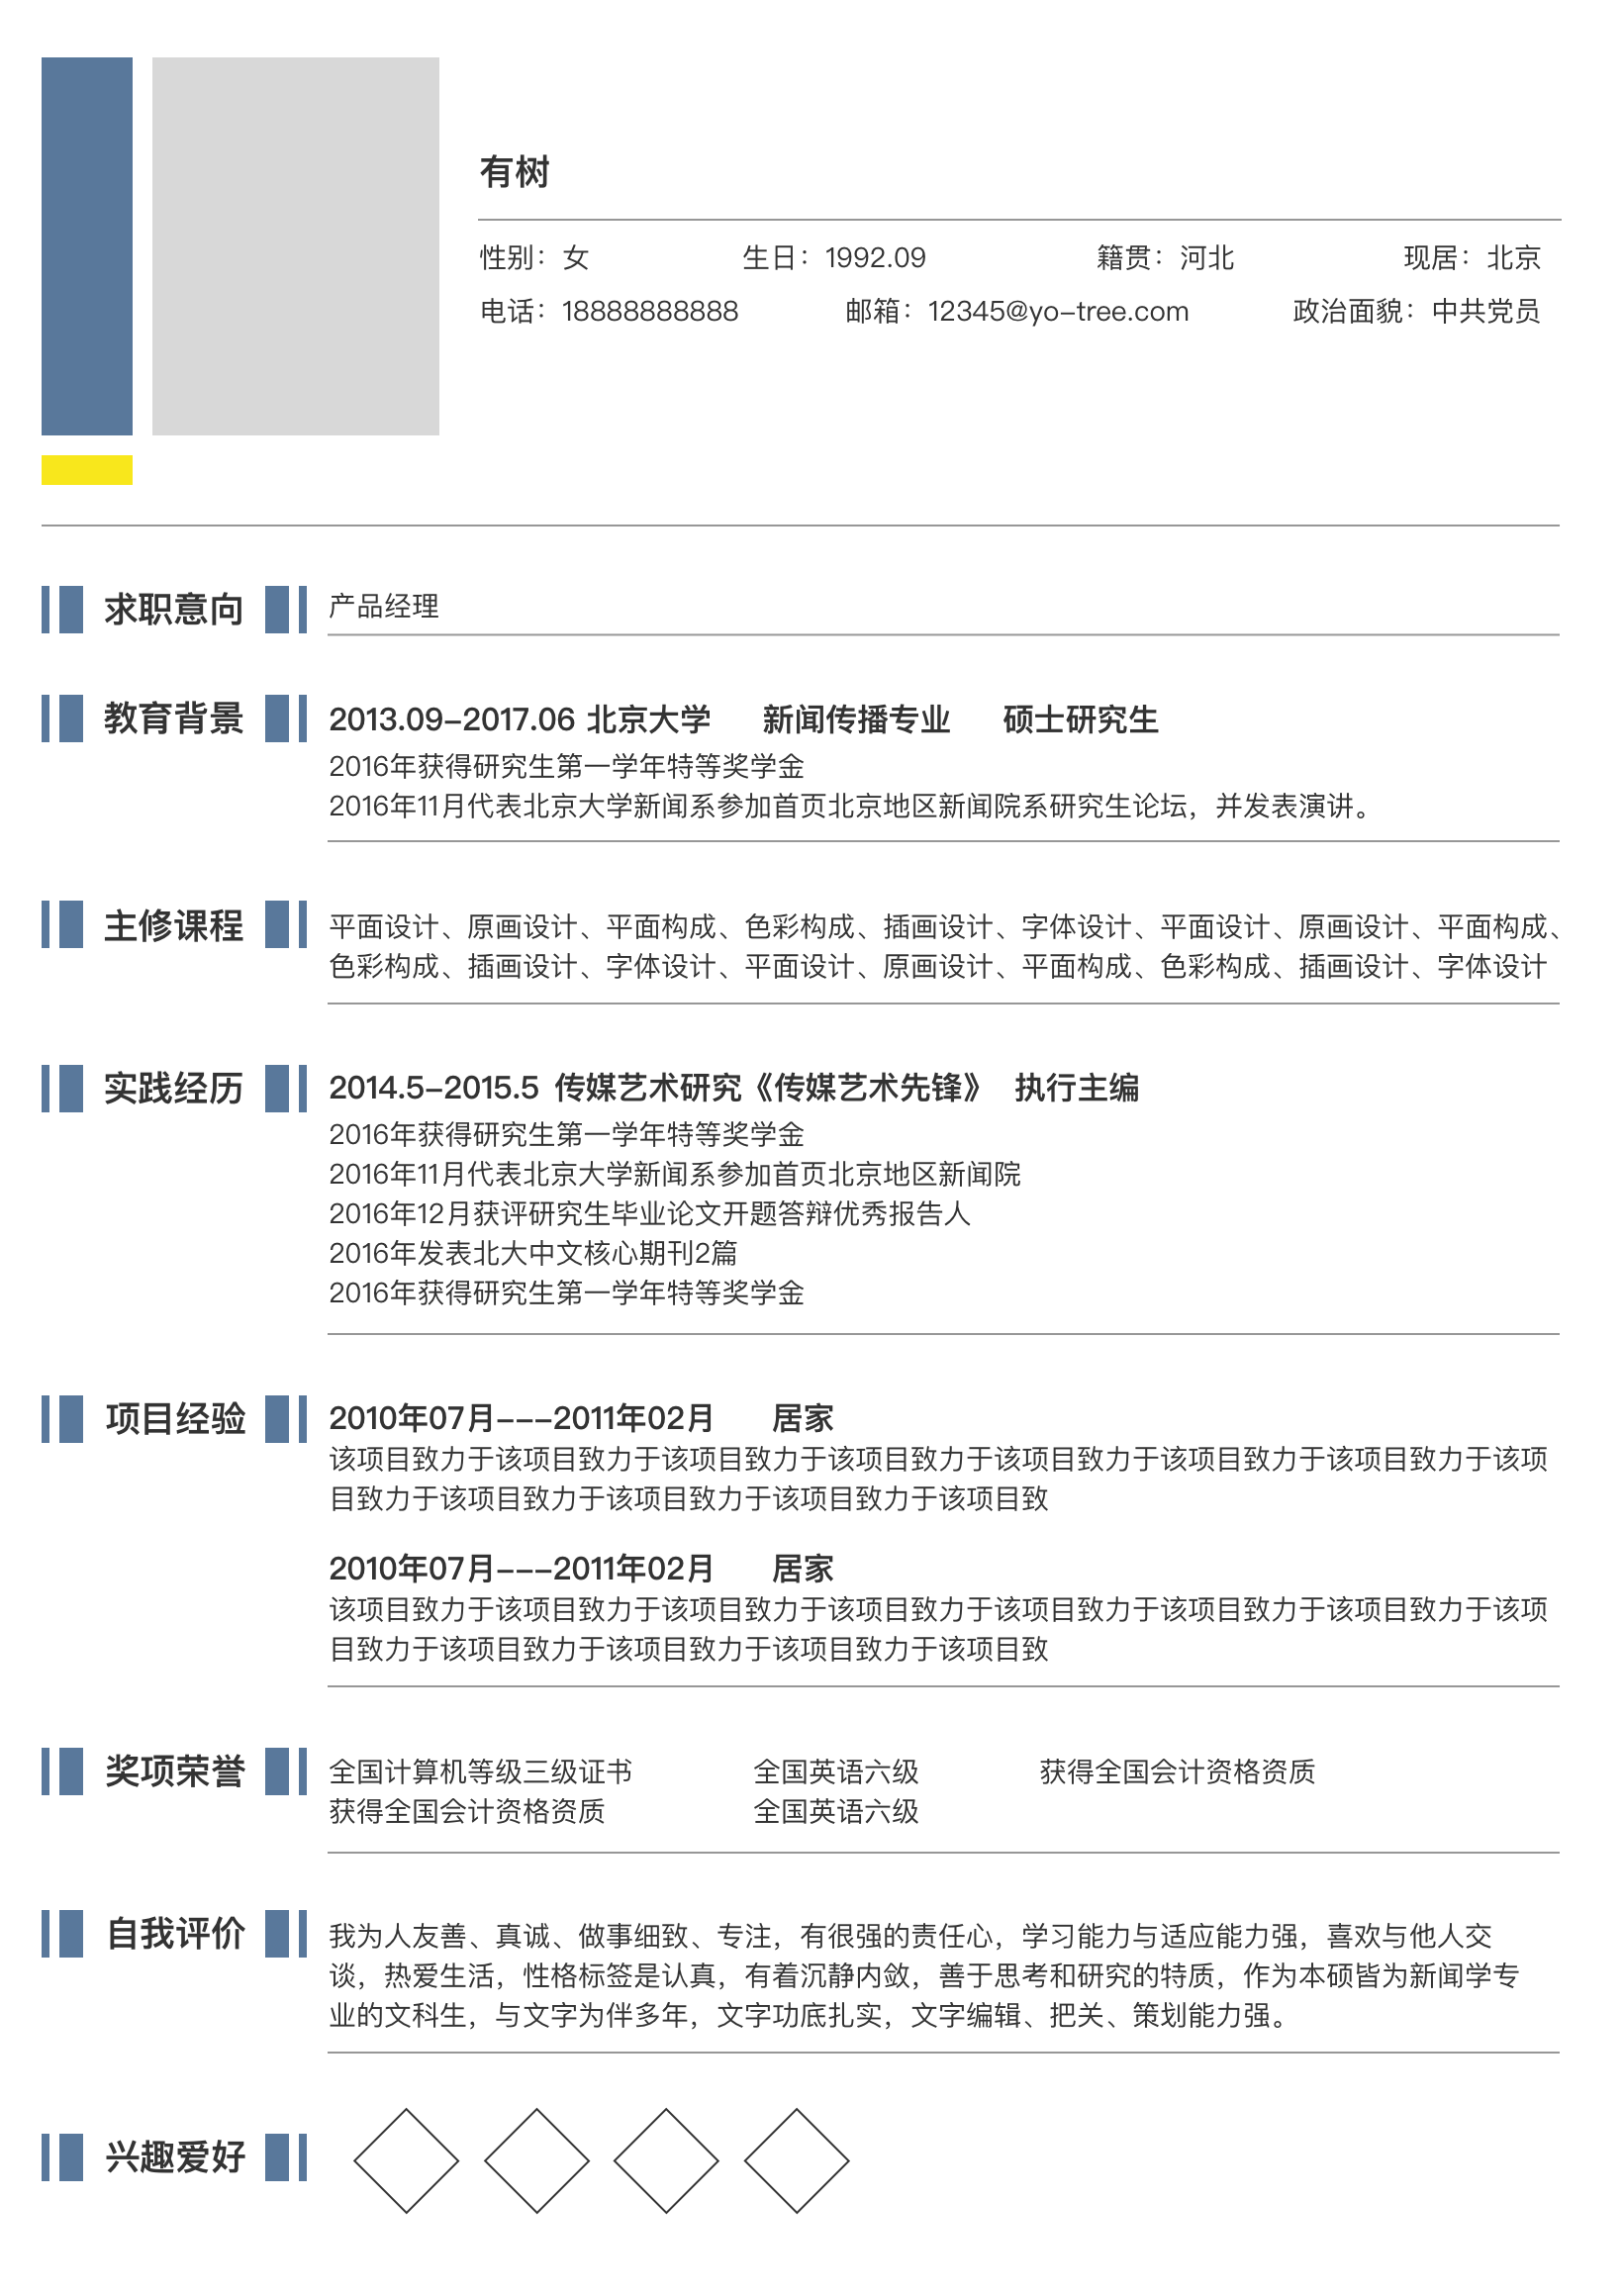 有树
性别：女 生日：1992.09 籍贯：河北 现居：北京
电话：18888888888 邮箱：12345@yo-tree.com 政治面貌：中共党员
求职意向 产品经理
教育背景 2013.09-2017.06 北京大学 新闻传播专业 硕士研究生
2016年获得研究生第一学年特等奖学金
2016年11月代表北京大学新闻系参加首页北京地区新闻院系研究生论坛，并发表演讲。
主修课程 平面设计、原画设计、平面构成、色彩构成、插画设计、字体设计、平面设计、原画设计、平面构成、
色彩构成、插画设计、字体设计、平面设计、原画设计、平面构成、色彩构成、插画设计、字体设计
实践经历 2014.5-2015.5 传媒艺术研究《传媒艺术先锋》 执行主编
2016年获得研究生第一学年特等奖学金
2016年11月代表北京大学新闻系参加首页北京地区新闻院
2016年12月获评研究生毕业论文开题答辩优秀报告人
2016年发表北大中文核心期刊2篇
2016年获得研究生第一学年特等奖学金
项目经验 2010年07月---2011年02月 居家
该项目致力于该项目致力于该项目致力于该项目致力于该项目致力于该项目致力于该项目致力于该项
目致力于该项目致力于该项目致力于该项目致力于该项目致
2010年07月---2011年02月 居家
该项目致力于该项目致力于该项目致力于该项目致力于该项目致力于该项目致力于该项目致力于该项
目致力于该项目致力于该项目致力于该项目致力于该项目致
奖项荣誉 全国计算机等级三级证书 全国英语六级 获得全国会计资格资质
获得全国会计资格资质 全国英语六级
自我评价 我为人友善、真诚、做事细致、专注，有很强的责任心，学习能力与适应能力强，喜欢与他人交
谈，热爱生活，性格标签是认真，有着沉静内敛，善于思考和研究的特质，作为本硕皆为新闻学专
业的文科生，与文字为伴多年，文字功底扎实，文字编辑、把关、策划能力强。
兴趣爱好